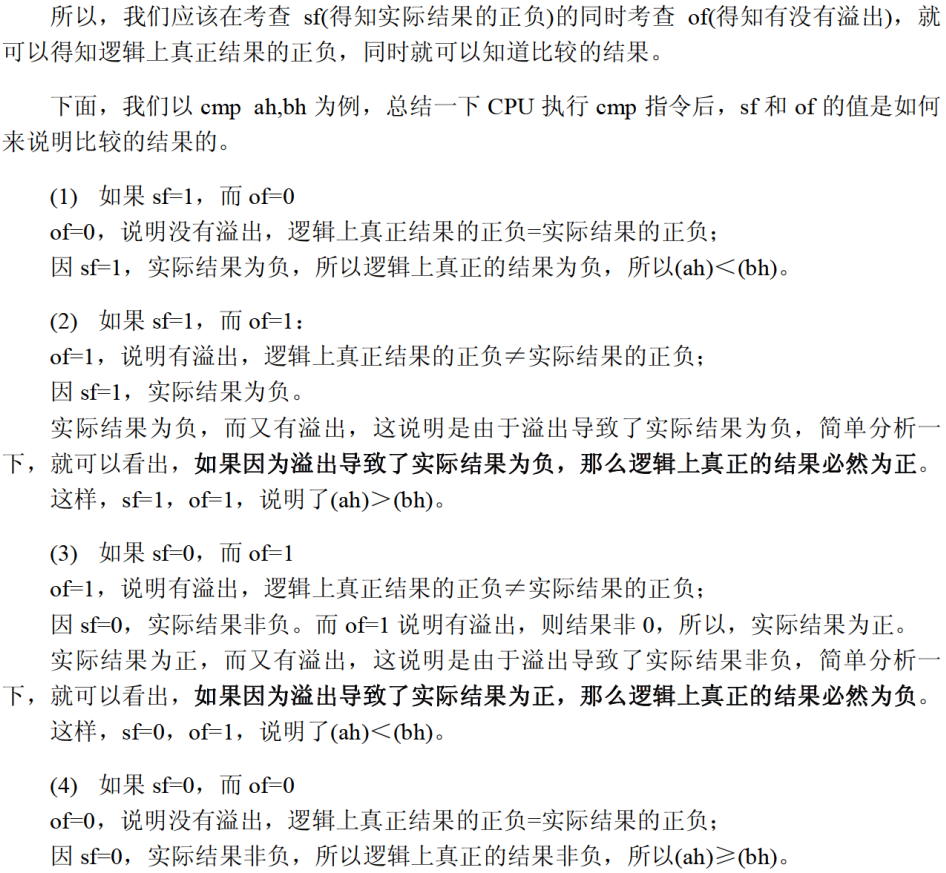 所以，我们应该在考查 sf(得知实际结果的正负)的同时考查 of(得知有没有溢出)，就
可以得知逻辑上真正结果的正负，同时就可以知道比较的结果。
下面，我们以 cmp ah,bh 为例，总结一下 CPU 执行 cmp 指令后，sf 和 of 的值是如何
来说明比较的结果的。
(1) 如果 sf=1，而 of=0
of=0，说明没有溢出，逻辑上真正结果的正负=实际结果的正负；
因 sf=1，实际结果为负，所以逻辑上真正的结果为负，所以(ah)＜(bh)。
(2) 如果 sf=1，而 of=1：
of=1，说明有溢出，逻辑上真正结果的正负≠实际结果的正负；
因 sf=1，实际结果为负。
实际结果为负，而又有溢出，这说明是由于溢出导致了实际结果为负，简单分析一
下，就可以看出，如果因为溢出导致了实际结果为负，那么逻辑上真正的结果必然为正。
这样，sf=1，of=1，说明了(ah)＞(bh)。
(3) 如果 sf=0，而 of=1
of=1，说明有溢出，逻辑上真正结果的正负≠实际结果的正负；
因 sf=0，实际结果非负。而 of=1 说明有溢出，则结果非 0，所以，实际结果为正。
实际结果为正，而又有溢出，这说明是由于溢出导致了实际结果非负，简单分析一
下，就可以看出，如果因为溢出导致了实际结果为正，那么逻辑上真正的结果必然为负。
这样，sf=0，of=1，说明了(ah)＜(bh)。
(4) 如果 sf=0，而 of=0
of=0，说明没有溢出，逻辑上真正结果的正负=实际结果的正负；
因 sf=0，实际结果非负，所以逻辑上真正的结果非负，所以(ah)≥(bh)。